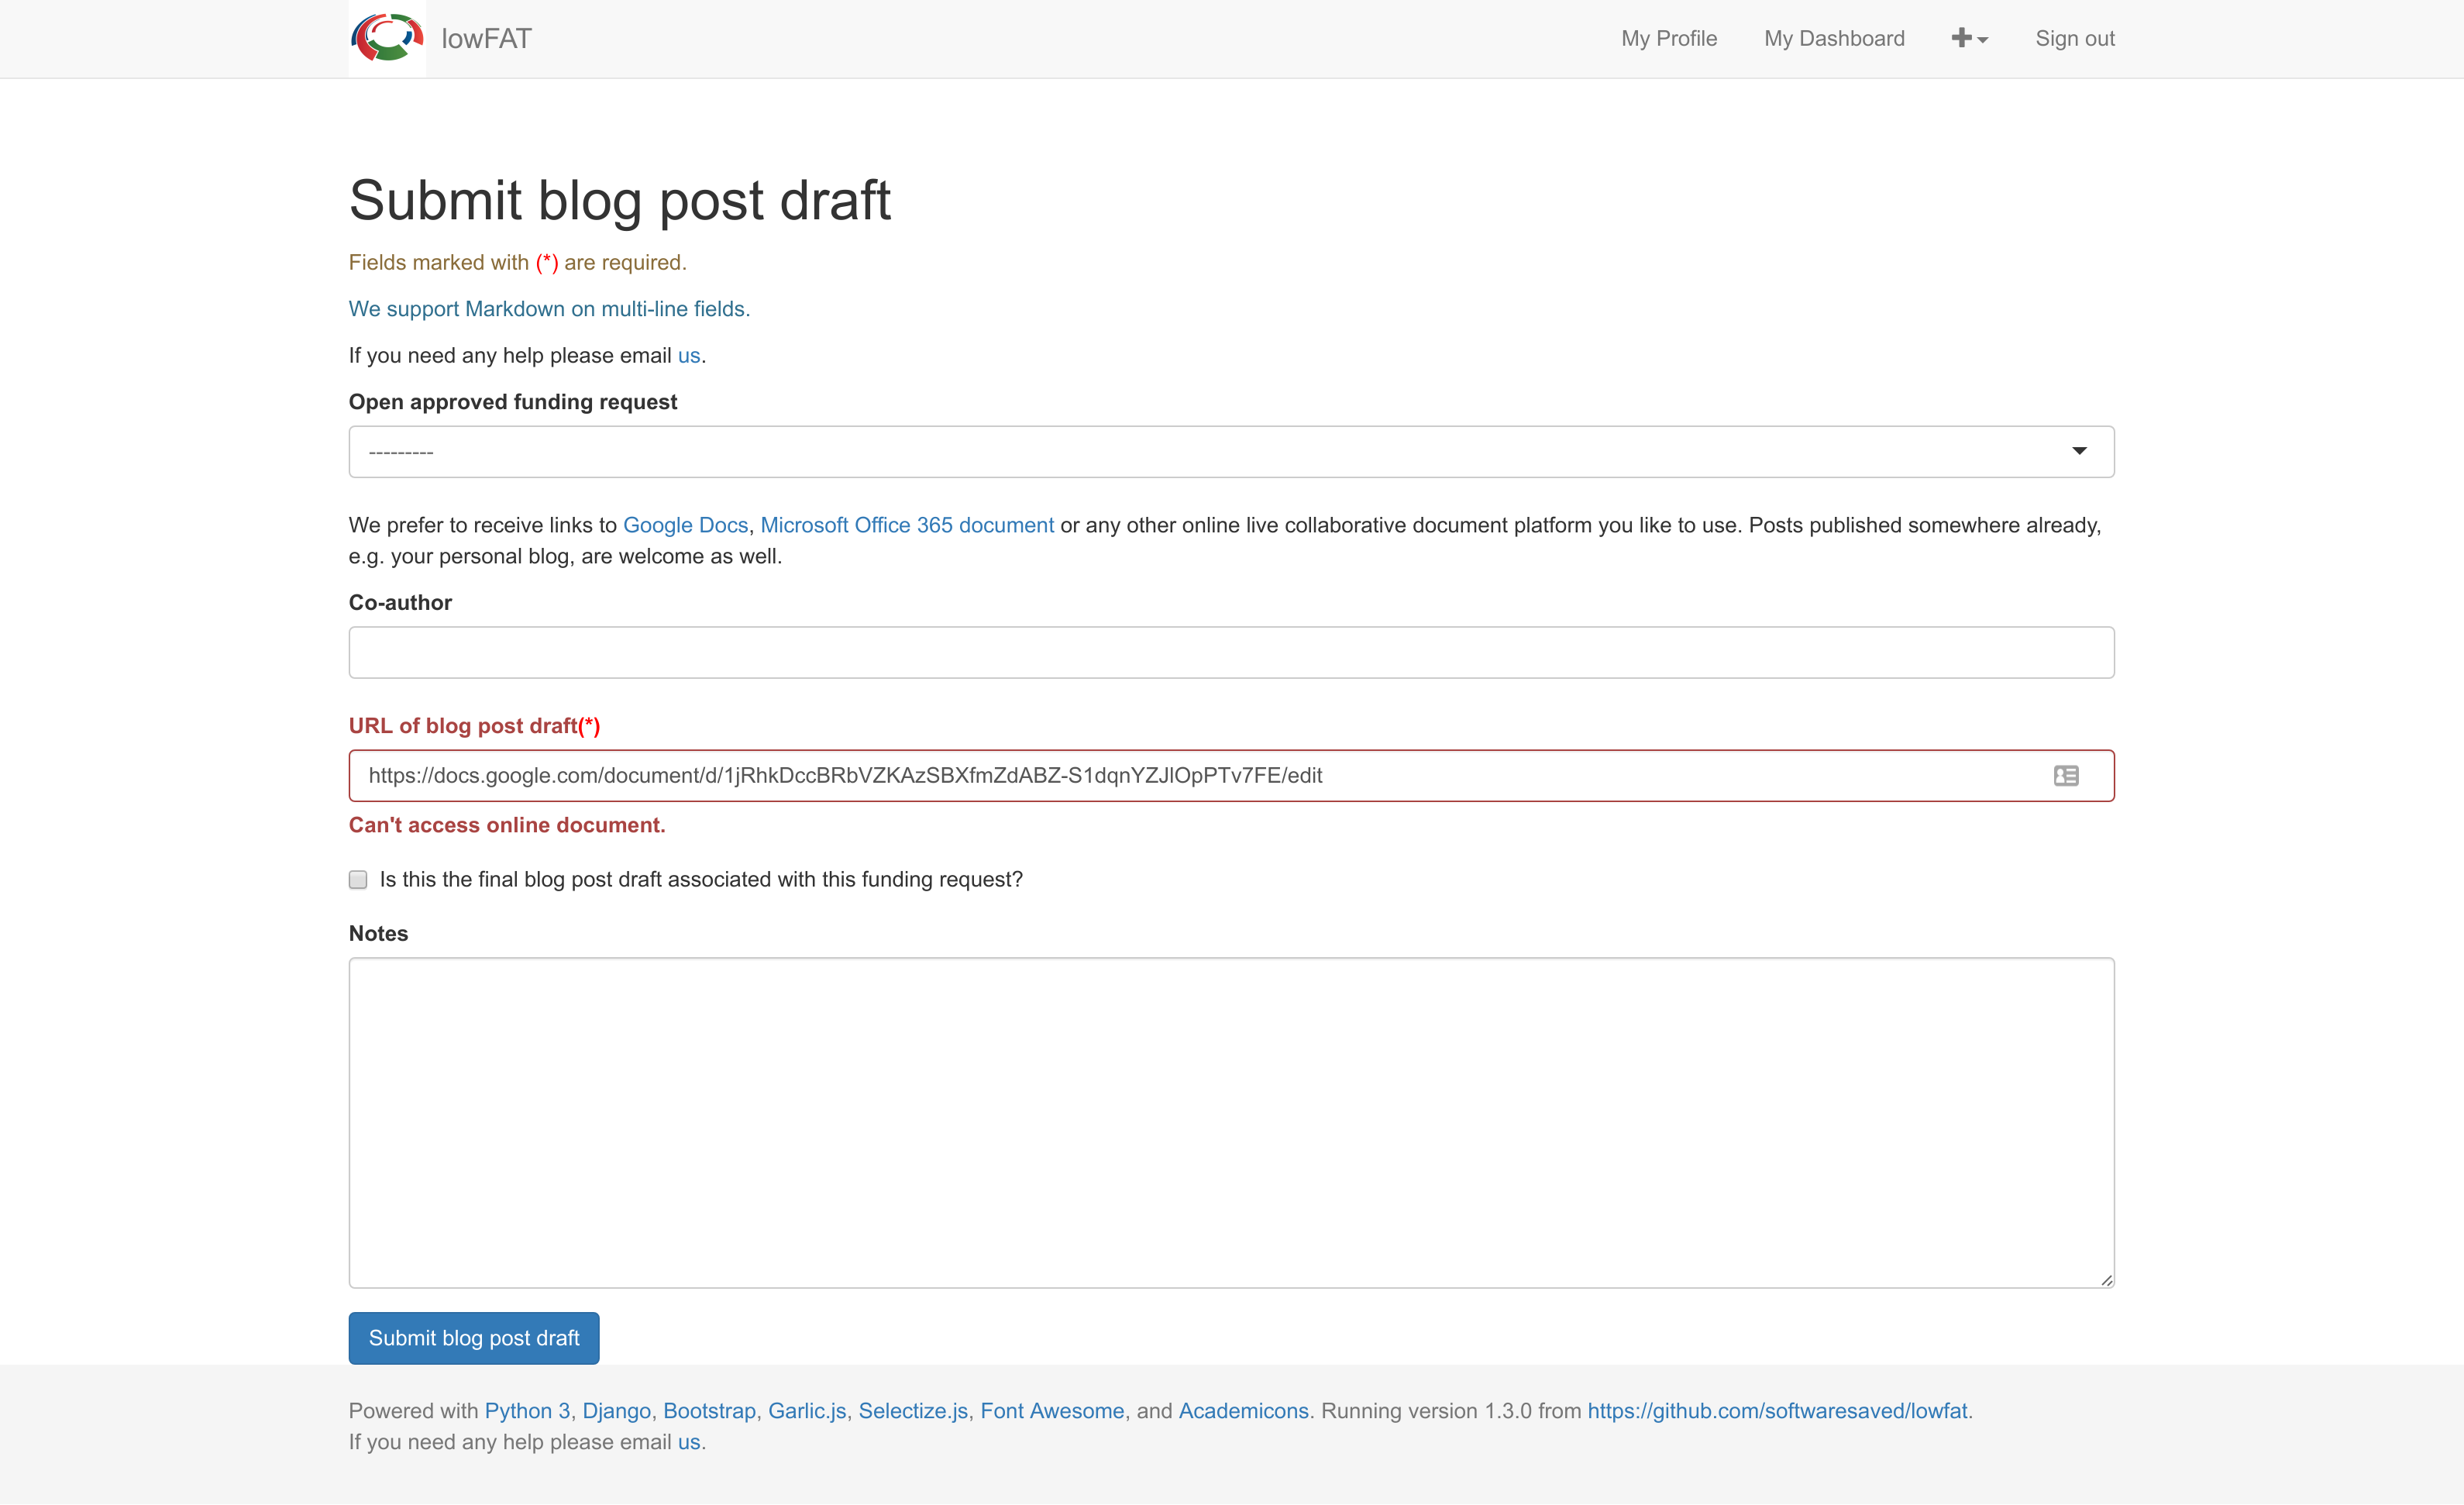 lowFAT
My Profile
My Dashboard
Sign out
Submit blog post draft
Fields marked with (*) are required.
We support Markdown on multi-line fields.
If you need any help please email us.
Open approved funding request
---------
We prefer to receive links to Google Docs, Microsoft Office 365 document or any other online live collaborative document platform you like to use. Posts published somewhere already,
e.g. your personal blog, are welcome as well.
Co-author
URL of blog post draft(*)
https://docs.google.com/document/d/1jRhkDccBRbVZKAzSBXfmZdABZ-S1dqnYZJlOpPTv7FE/edit
Can't access online document.
Is this the final blog post draft associated with this funding request?
Notes
Submit blog post draft
Powered with Python 3, Django, Bootstrap, Garlic.js, Selectize.js, Font Awesome, and Academicons. Running version 1.3.0 from https://github.com/softwaresaved/lowfat.
If you need any help please email us.